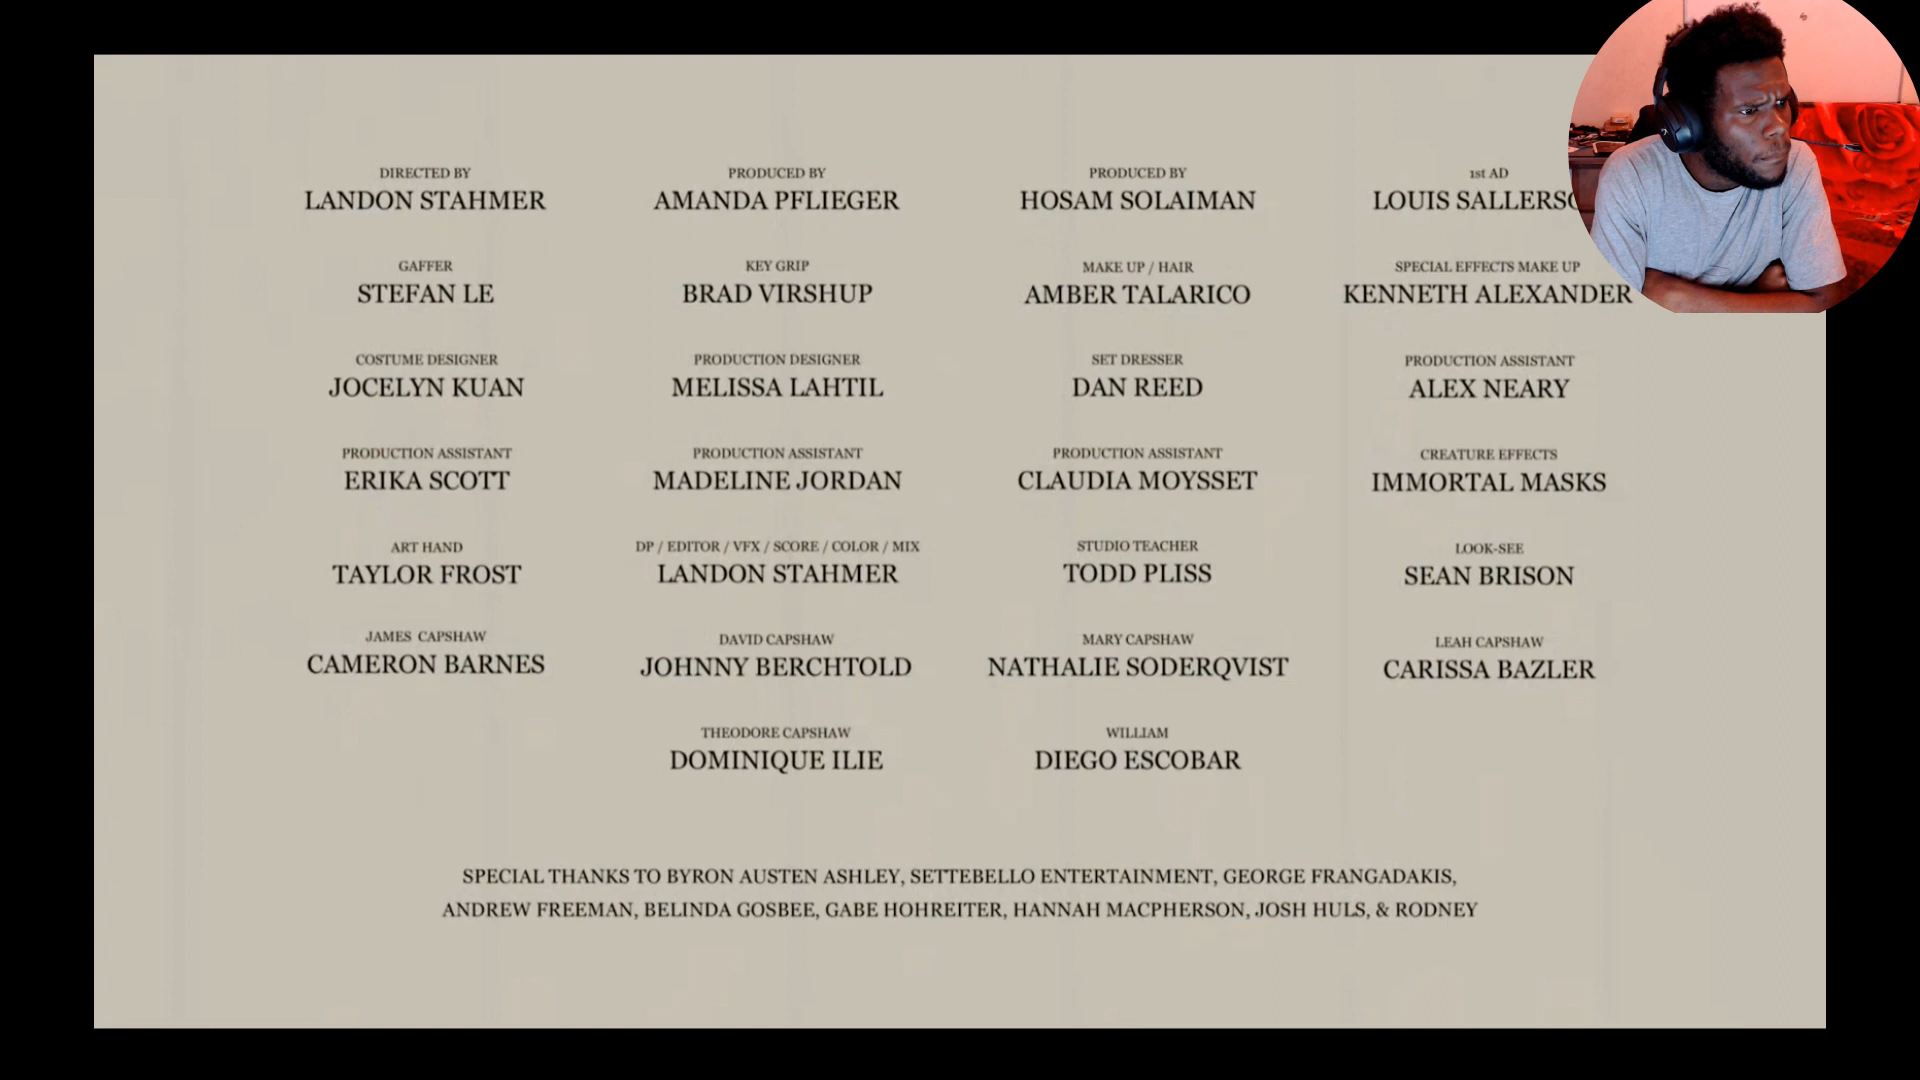 DIRECTED BY
LANDON STAHMER
PRODUCED BY
AMANDA PFLIEGER
PRODUCED BY
HOSAM SOLAIMAN
1st AD
LOUIS
GAFFER
STEFAN LE
KEY GRIP
BRAD VIRSHUP
MAKE UP / HAIR
AMBER TALARICO
SPECIAL EFFECTS MAKE UP
KENNETH ALEXANDER
COSTUME DESIGNER
JOCELYN KUAN
PRODUCTION DESIGNER
MELISSA LAHTIL
SET DRESSER
DAN REED
PRODUCTION ASSISTANT
ALEX NEARY
PRODUCTION ASSISTANT
ERIKA SCOTT
PRODUCTION ASSISTANT
MADELINE JORDAN
PRODUCTION ASSISTANT
CLAUDIA MOYSSET
CREATURE EFFECTS
IMMORTAL MASKS
ART HAND
TAYLOR FROST
DP / EDITOR / VFX / SCORE / COLOR / MIX
LANDON STAHMER
STUDIO TEACHER
TODD PLISS
LOOK-SEE
SEAN BRISON
JAMES CAPSHAW
CAMERON BARNES
DAVID CAPSHAW
JOHNNY BERCHTOLD
MARY CAPSHAW
NATHALIE SODERQVIST
LEAH CAPSHAW
CARISSA BAZLER
THEODORE CAPSHAW
DOMINIQUE ILIE
WILLIAM
DIEGO ESCOBAR
SPECIAL THANKS TO BYRON AUSTEN ASHLEY, SETTEBELLO ENTERTAINMENT, GEORGE FRANGADAKIS,
ANDREW FREEMAN, BELINDA GOSBEE, GABE HOHREITER, HANNAH MACPHERSON, JOSH HULS, & RODNEY